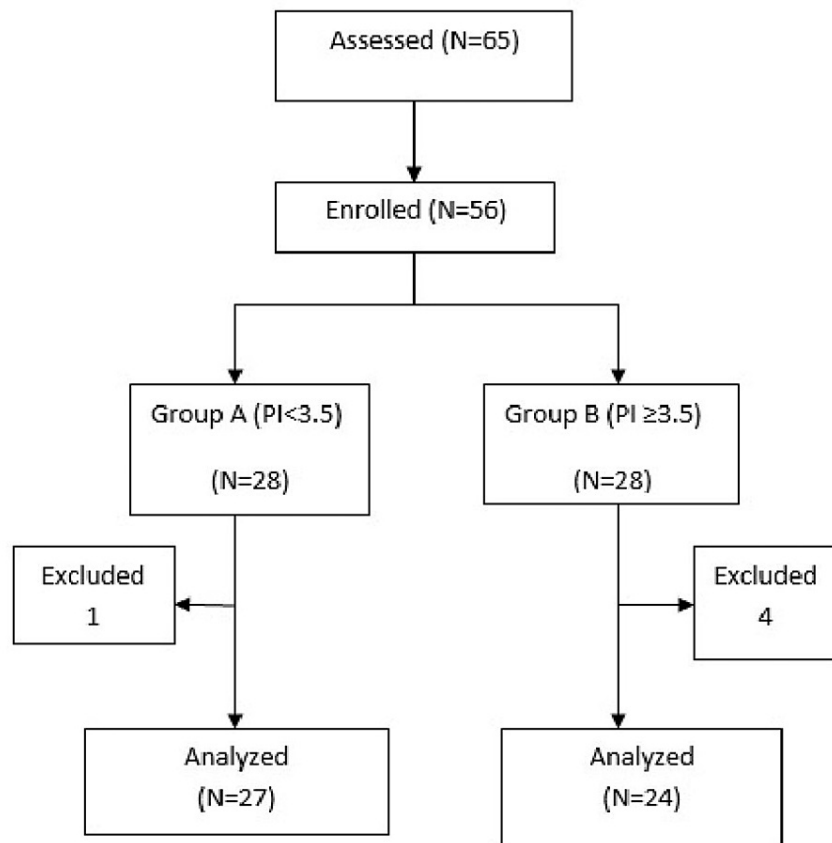 Assessed (N=65)
Enrolled (N=56)
Group A (PI<3.5)
(N=28)
Group B (PI ≥3.5)
(N=28)
Excluded
1
Excluded
4
Analyzed
(N=27)
Analyzed
(N=24)